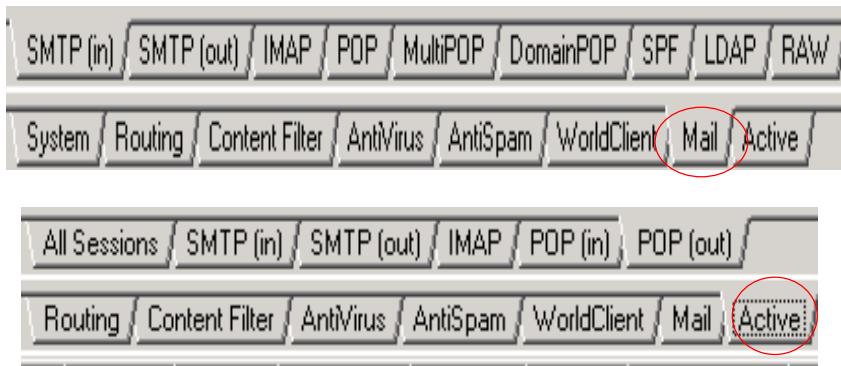 SMTP (in) SMTP (out) IMAP POP MultiPOP DomainPOP SPF LDAP RAW
System Routing Content Filter AntiVirus AntiSpam WorldClient Mail Active
All Sessions SMTP (in) SMTP (out) IMAP POP (in) POP (out)
Routing Content Filter AntiVirus AntiSpam WorldClient Mail Active